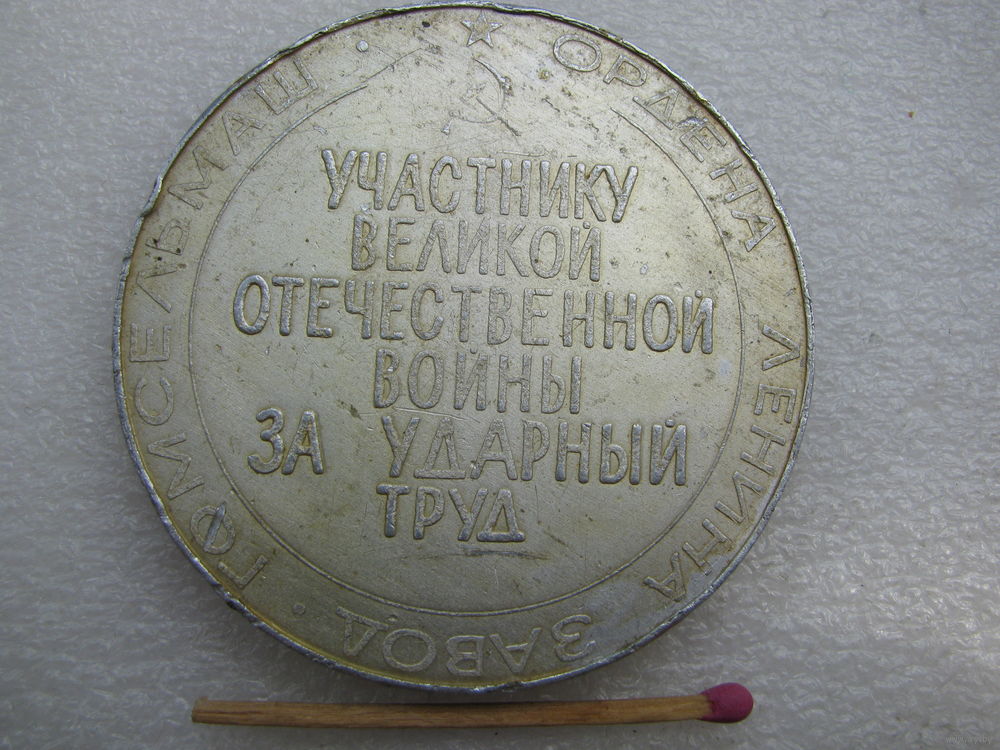 ОРДЕНА ЛЕНИНА ЗАВОД
ГОМСЕЛЬМАШ
УЧАСТНИКУ
ВЕЛИКОЙ
ОТЕЧЕСТВЕННОЙ
ВОЙНЫ
ЗА УДАРНЫЙ
ТРУД